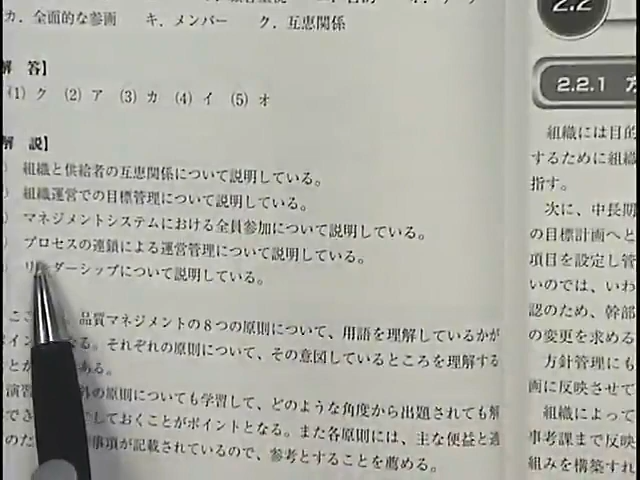 カ．全面的な参画　キ．メンバー　ク．互恵関係
解 答】
(1) ク (2) ア (3) カ (4) イ (5) オ
解 説】
組織と供給者の互恵関係について説明している。
組織運営での目標管理について説明している。
マネジメントシステムにおける全員参加について説明している。
プロセスの連鎖による運営管理について説明している。
リーダーシップについて説明している。
品質マネジメントの８つの原則について、用語を理解しているかが
なる。それぞれの原則について、その意図しているところを理解する
ある。
演習 外の原則についても学習して、どのような角度から出題されても解
でき しておくことがポイントとなる。また各原則には、主な便益と適
事項が記載されているので、参考とすることを薦める。
2.2
2.2.1 方
組織には目的
するために組織
指す。
次に、中長期
の目標計画へと
項目を設定し管
いのでは、いわ
認のため、幹部
の変更を求める
方針管理にも
画に反映させて
組織によって
事考課まで反映
組みを構築すれ